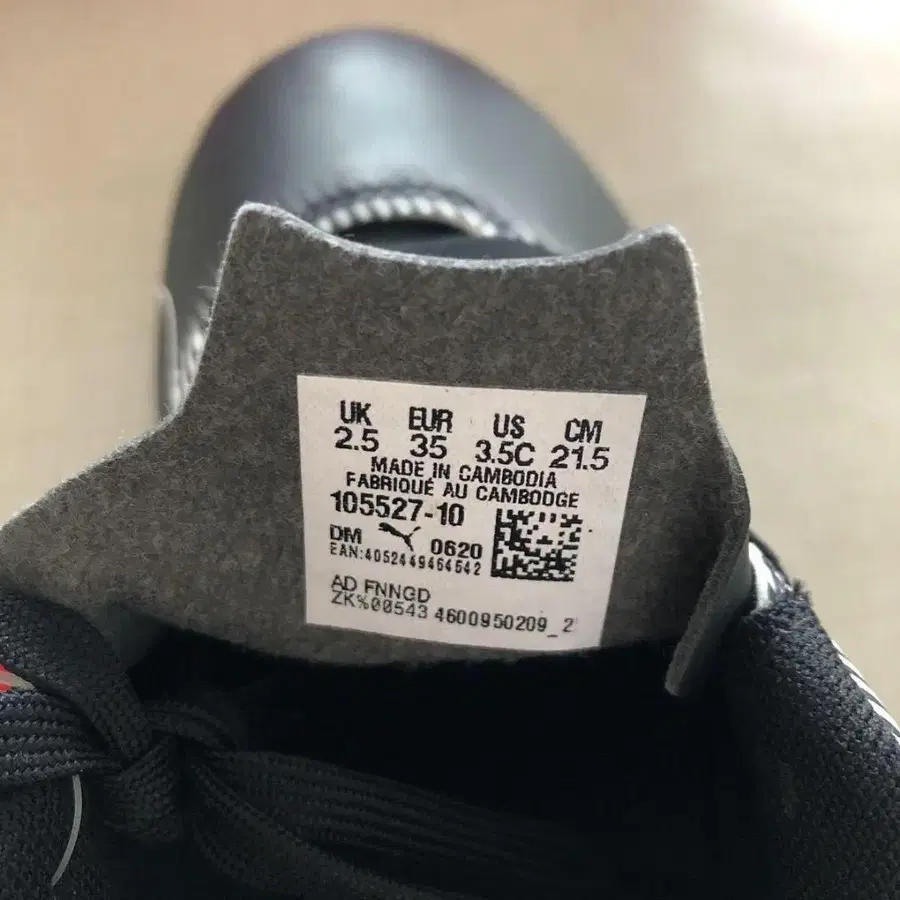 UK EUR US CM
2.5 35 3.5C 21.5
MADE IN CAMBODIA
FABRIQUÉ AU CAMBODGE
105527-10
DM 0620
EAN:4052449464542
AD FNNGD
ZK%00543 4600950209_2